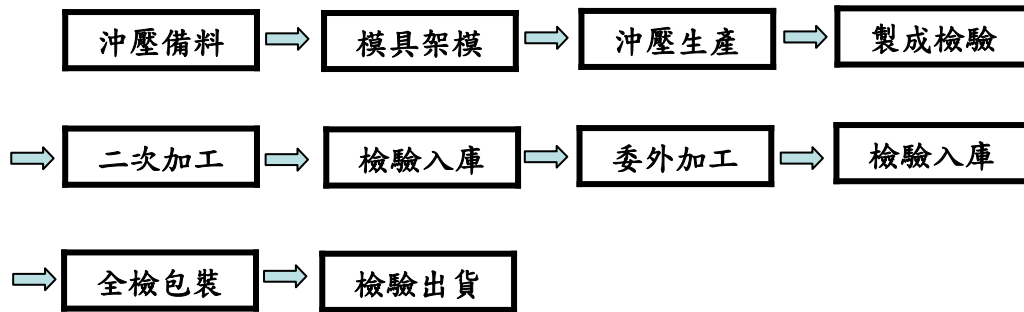 沖壓備料 模具架模 沖壓生產 製成檢驗
二次加工 檢驗入庫 委外加工 檢驗入庫
全檢包裝 檢驗出貨